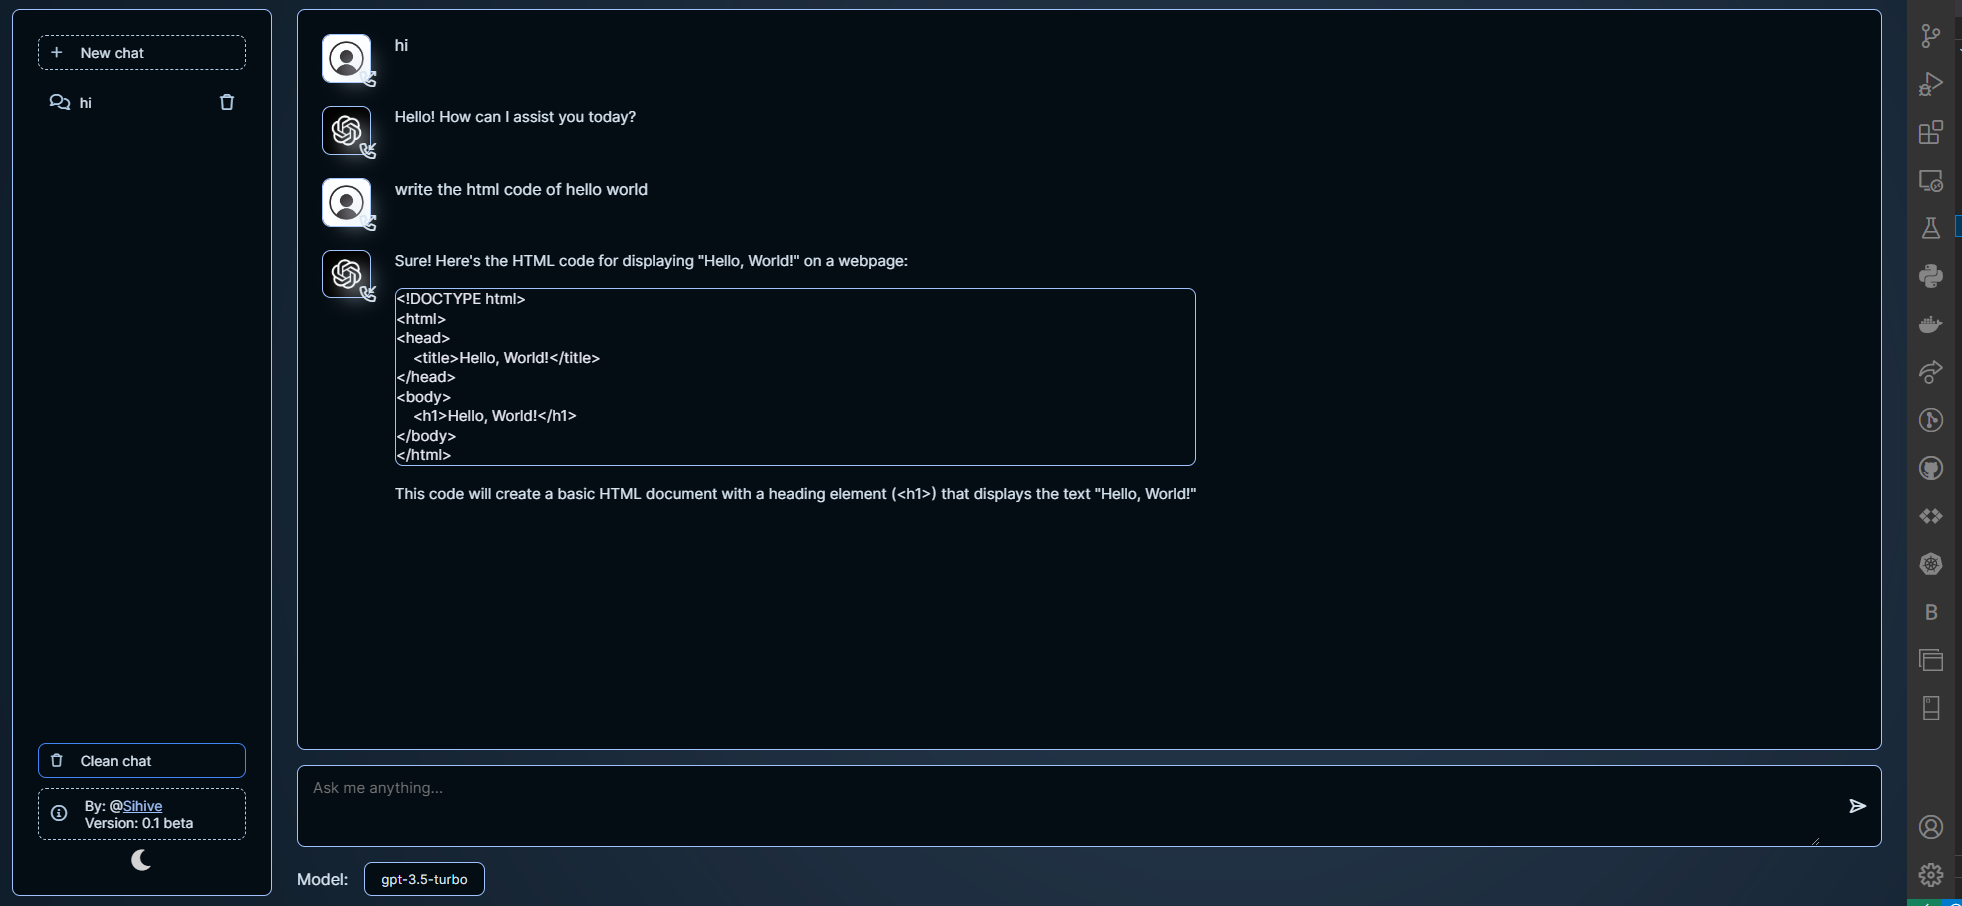 New chat
hi
Clean chat
By: @Sihive
Version: 0.1 beta
hi
Hello! How can I assist you today?
write the html code of hello world
Sure! Here's the HTML code for displaying "Hello, World!" on a webpage:
<!DOCTYPE html>
<html>
<head>
    <title>Hello, World!</title>
</head>
<body>
    <h1>Hello, World!</h1>
</body>
</html>
This code will create a basic HTML document with a heading element (<h1>) that displays the text "Hello, World!"
Ask me anything...
Model: gpt-3.5-turbo
B